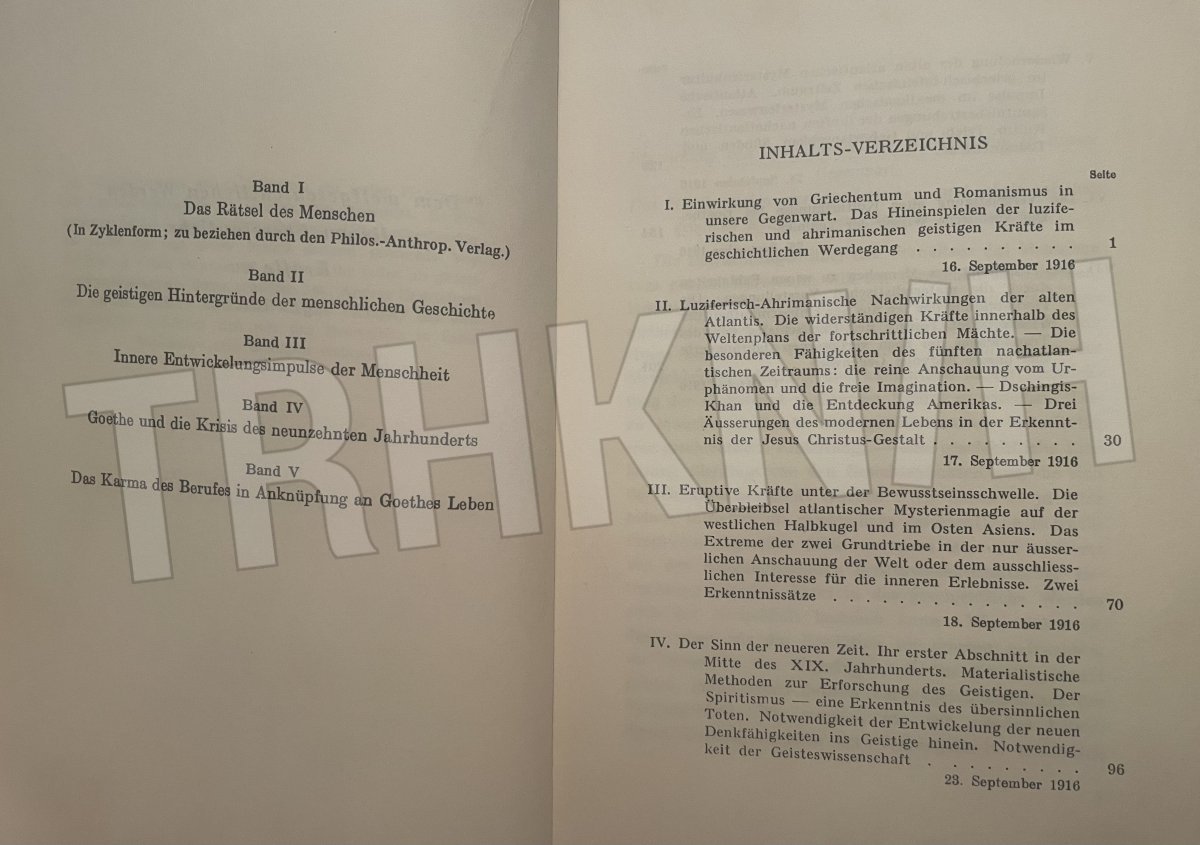 Band I
Das Rätsel des Menschen
(In Zyklenform; zu beziehen durch den Philos.-Anthrop. Verlag.)
Band II
Die geistigen Hintergründe der menschlichen Geschichte
Band III
Innere Entwickelungsimpulse der Menschheit
Band IV
Goethe und die Krisis des neunzehnten Jahrhunderts
Band V
Das Karma des Berufes in Anknüpfung an Goethes Leben
INHALTS-VERZEICHNIS
Seite
I. Einwirkung von Griechentum und Romanismus in
unsere Gegenwart. Das Hineinspielen der luzife-
rischen und ahrimanischen geistigen Kräfte im
geschichtlichen Werdegang . . . . . . . . . . 1
16. September 1916
II. Luziferisch-Ahrimanische Nachwirkungen der alten
Atlantis. Die widerständigen Kräfte innerhalb des
Weltenplans der fortschrittlichen Mächte. — Die
besonderen Fähigkeiten des fünften nachatlan-
tischen Zeitraums: die reine Anschauung vom Ur-
phänomen und die freie Imagination. — Dschingis-
Khan und die Entdeckung Amerikas. — Drei
Äusserungen des modernen Lebens in der Erkennt-
nis der Jesus Christus-Gestalt . . . . . . . . . 30
17. September 1916
III. Eruptive Kräfte unter der Bewusstseinsschwelle. Die
Überbleibsel atlantischer Mysterienmagie auf der
westlichen Halbkugel und im Osten Asiens. Das
Extreme der zwei Grundtriebe in der nur äusser-
lichen Anschauung der Welt oder dem ausschliess-
lichen Interesse für die inneren Erlebnisse. Zwei
Erkenntnissätze . . . . . . . . . . . . . . . 70
18. September 1916
IV. Der Sinn der neueren Zeit. Ihr erster Abschnitt in der
Mitte des XIX. Jahrhunderts. Materialistische
Methoden zur Erforschung des Geistigen. Der
Spiritismus — eine Erkenntnis des übersinnlichen
Toten. Notwendigkeit der Entwickelung der neuen
Denkfähigkeiten ins Geistige hinein. Notwendig-
keit der Geisteswissenschaft . . . . . . . . . 96
23. September 1916